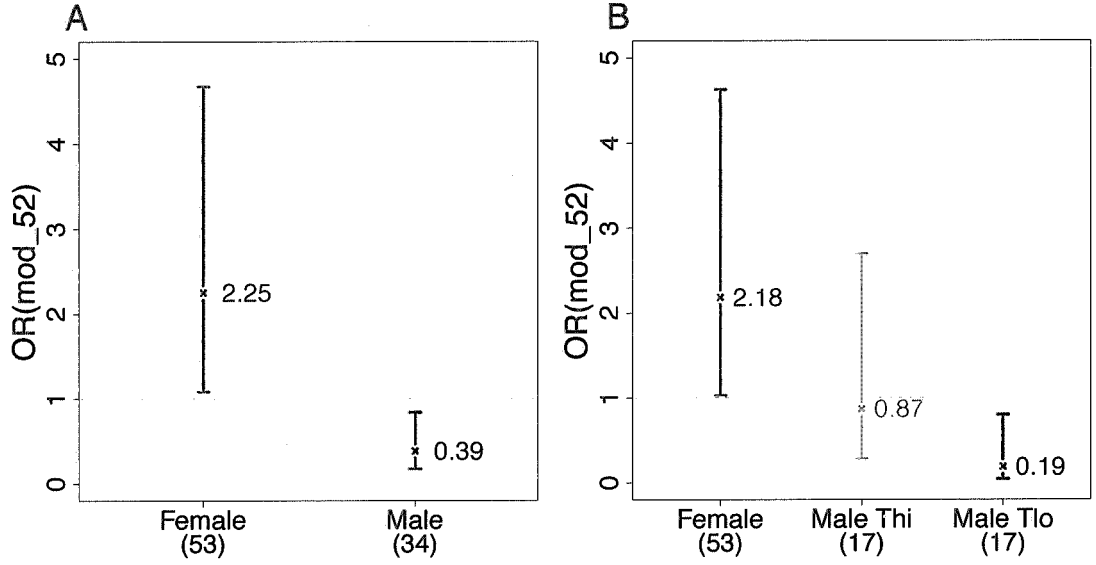 A
OR(mod_52)
5
4
3
2
1
0
2.25
0.39
Female
(53)
Male
(34)
B
OR(mod_52)
5
4
3
2
1
0
2.18
0.87
0.19
Female
(53)
Male Thi
(17)
Male Tlo
(17)